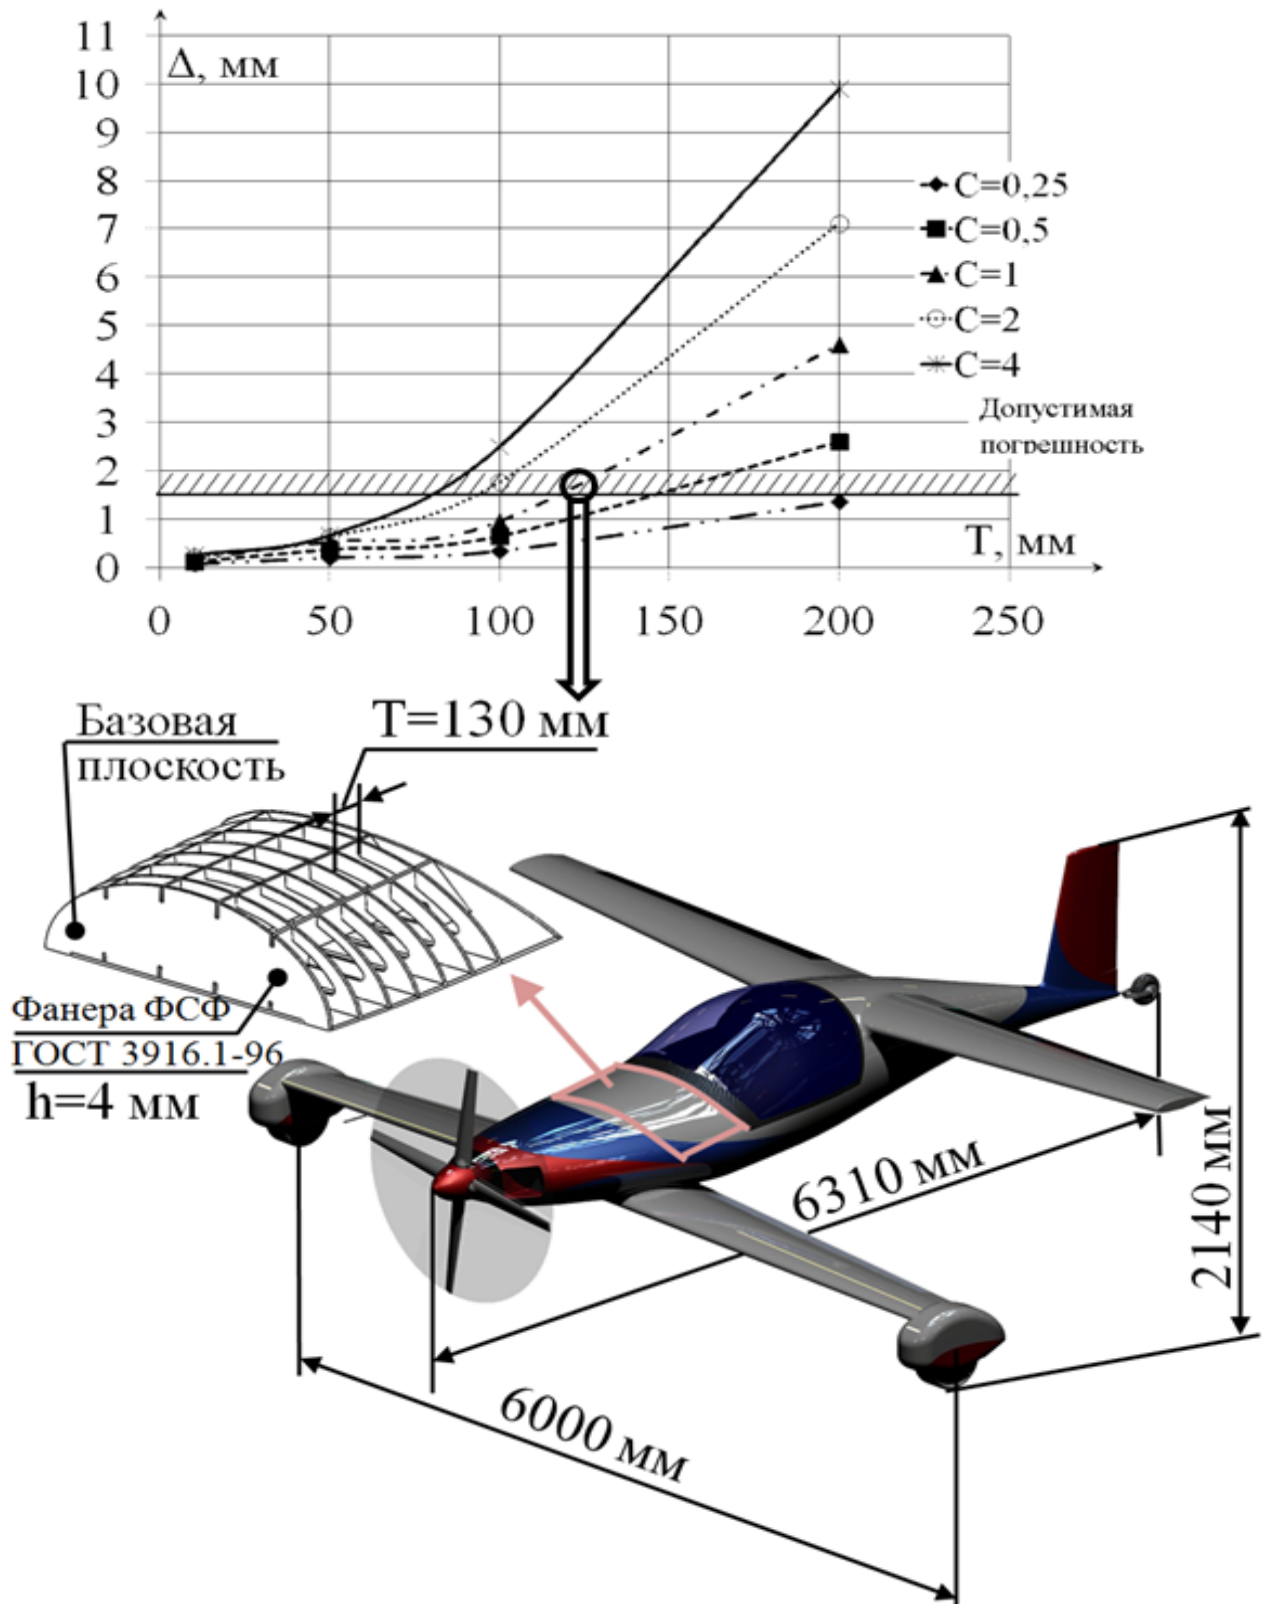 11
Δ, мм
10
9
8
7
6
5
4
3
2
1
0
C=0,25
C=0,5
C=1
C=2
C=4
Допустимая
погрешность
T, мм
0 50 100 150 200 250
T=130 мм
Базовая
плоскость
Фанера ФСФ
ГОСТ 3916.1-96
h=4 мм
6310 мм
2140 мм
6000 мм